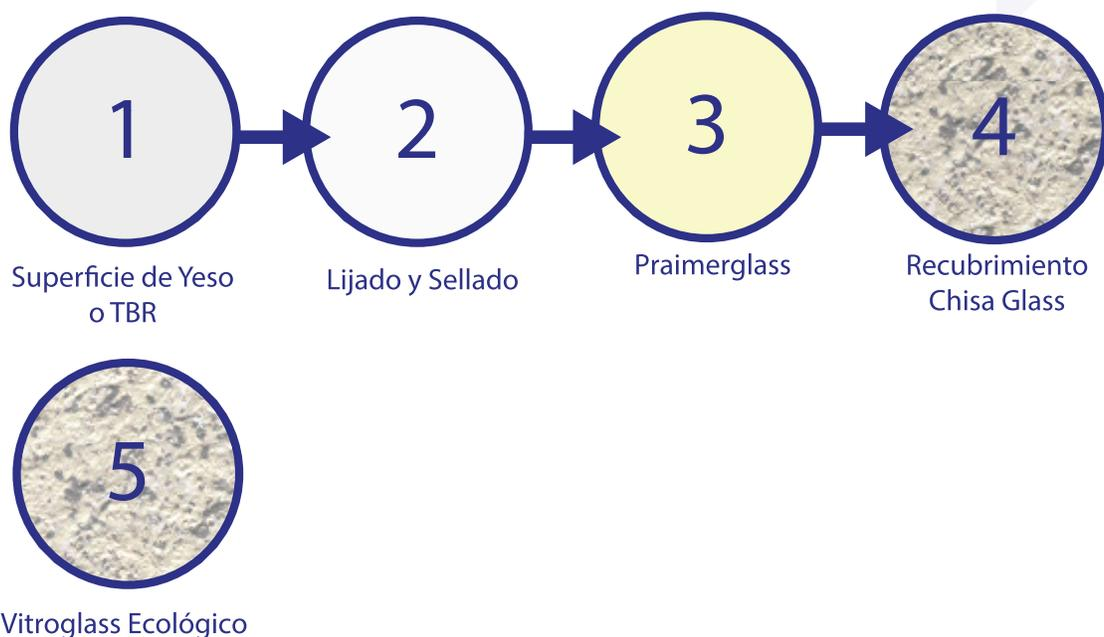 1
2
3
4
Superficie de Yeso
o TBR
Lijado y Sellado
Praimerglass
Recubrimiento
Chisa Glass
5
Vitroglass Ecológico